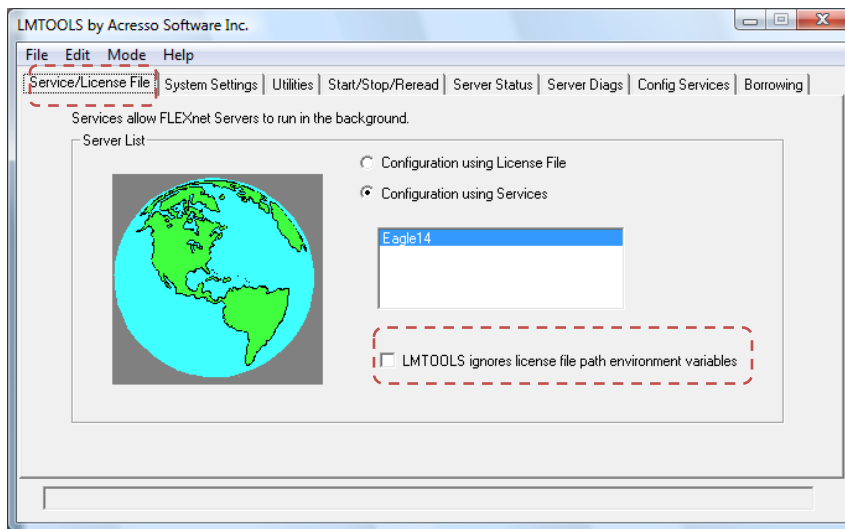 LMTOOLS by Acresso Software Inc.
File Edit Mode Help
Service/License File System Settings Utilities Start/Stop/Reread Server Status Server Diags Config Services Borrowing
Services allow FLEXnet Servers to run in the background.
Server List
Configuration using License File
Configuration using Services
Eagle14
LMTOOLS ignores license file path environment variables